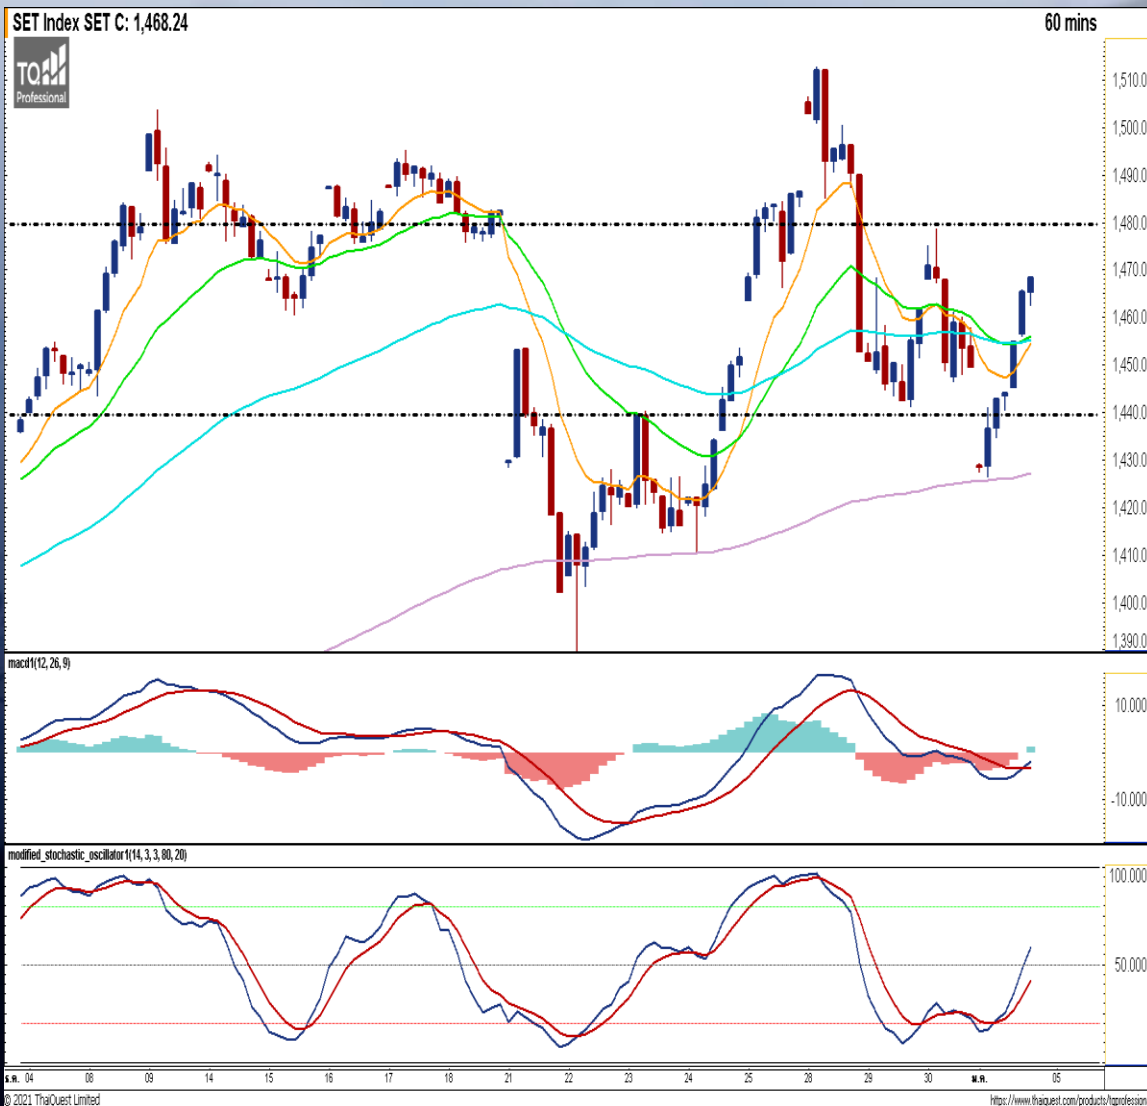 SET Index SET C: 1,468.24
60 mins
TQ
Professional
1,510.0
1,500.0
1,490.0
1,480.0
1,470.0
1,460.0
1,450.0
1,440.0
1,430.0
1,420.0
1,410.0
1,400.0
1,390.0
macd1(12, 26, 9)
10.000
-10.000
modified_stochastic_oscillator1(14, 3, 3, 80, 20)
100.000
50.000
ธ.ค. 04 08 09 14 15 16 17 18 21 22 23 24 25 28 29 30 ม.ค. 05
© 2021 ThaiQuest Limited
https://www.thaiquest.com/products/tqprofession